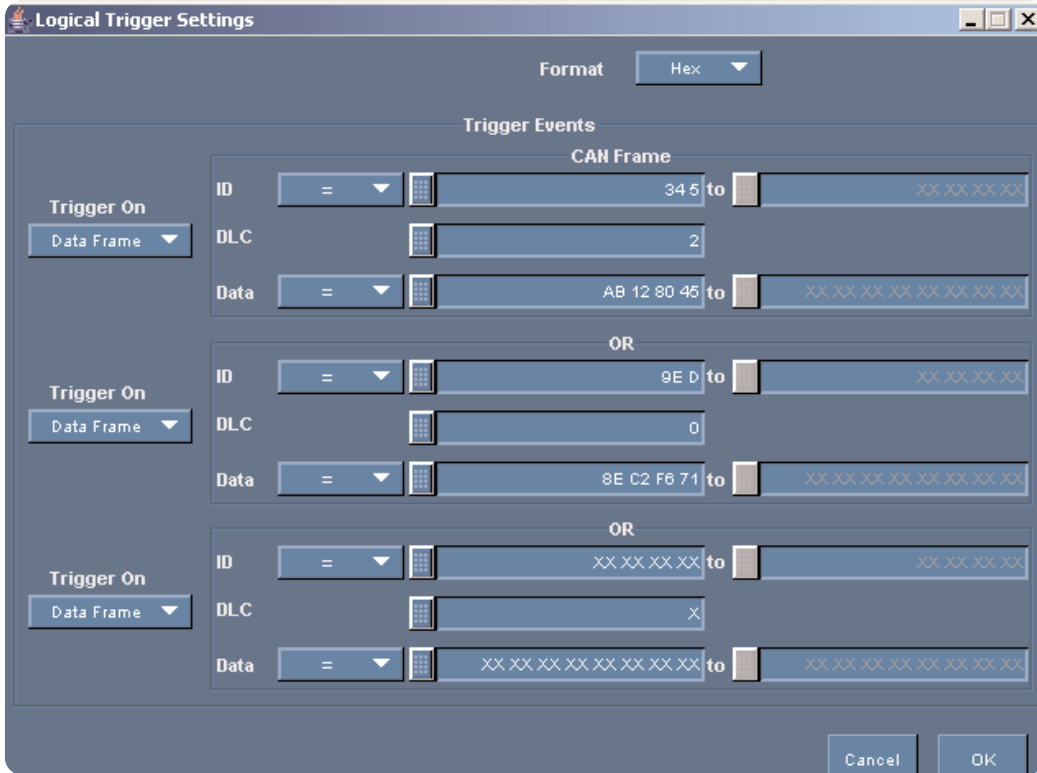 Logical Trigger Settings
Format Hex
Trigger Events
CAN Frame
Trigger On
Data Frame
ID = 34 5 to XX XX XX XX
DLC 2
Data = AB 12 80 45 to XX XX XX XX XX XX XX XX
OR
Trigger On
Data Frame
ID = 9E D to XX XX XX XX
DLC 0
Data = 8E C2 F6 71 to XX XX XX XX XX XX XX XX
OR
Trigger On
Data Frame
ID = XX XX XX XX to XX XX XX XX
DLC X
Data = XX XX XX XX XX XX XX XX to XX XX XX XX XX XX XX XX
Cancel OK